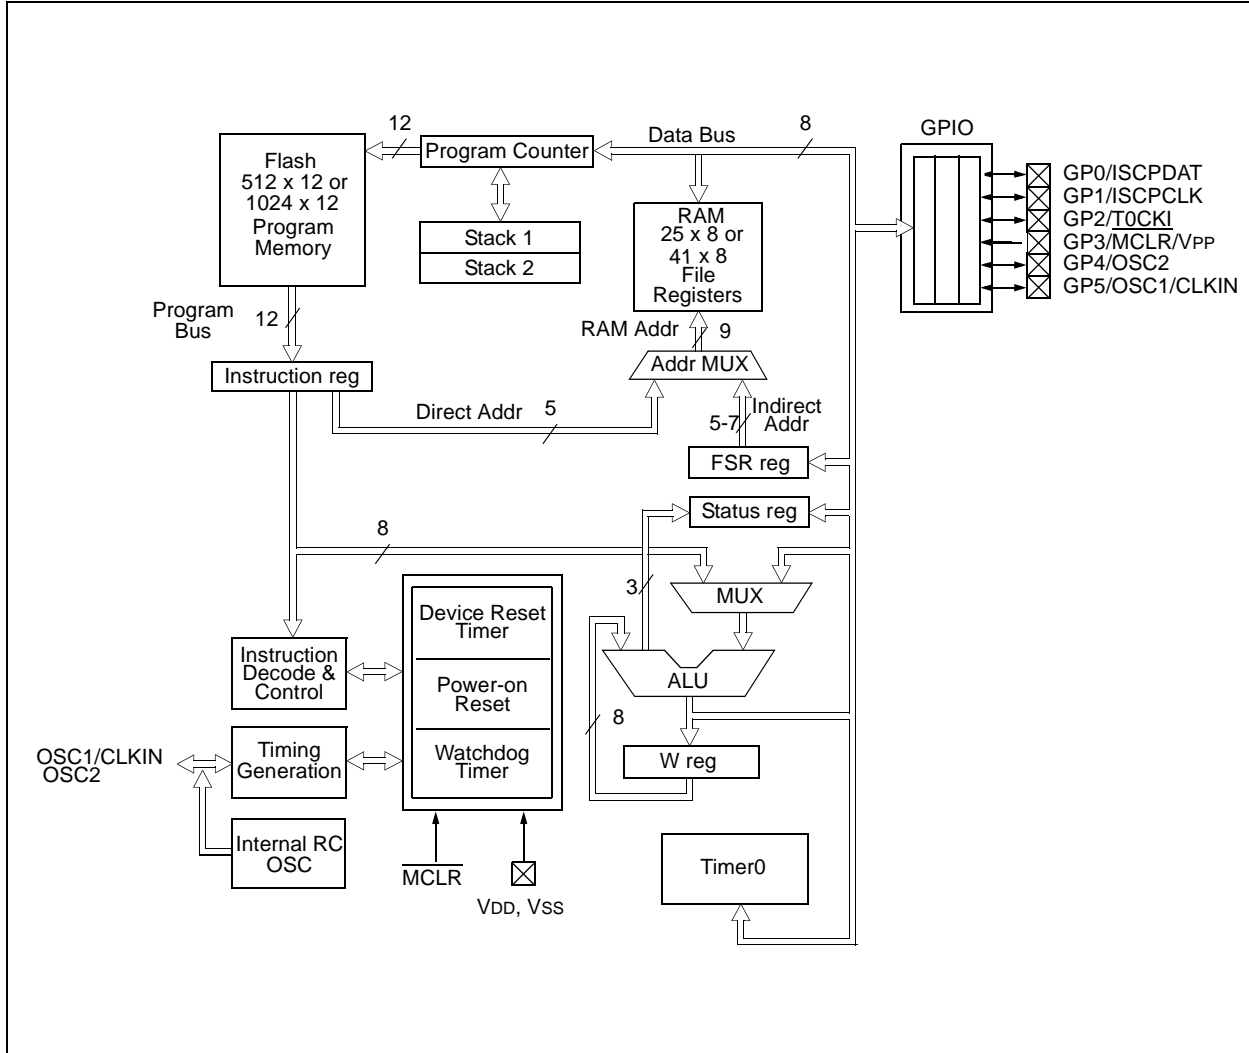 12
Data Bus
8
GPIO
Flash
512 x 12 or
1024 x 12
Program
Memory
Program Counter
Stack 1
Stack 2
RAM
25 x 8 or
41 x 8
File
Registers
GP0/ISCPDAT
GP1/ISCPCLK
GP2/T0CKI
GP3/MCLR/VPP
GP4/OSC2
GP5/OSC1/CLKIN
Program
Bus
12
RAM Addr
9
Instruction reg
Addr MUX
Direct Addr
5
5-7
Indirect
Addr
FSR reg
Status reg
8
3
MUX
Device Reset
Timer
Instruction
Decode &
Control
Power-on
Reset
ALU
8
OSC1/CLKIN
OSC2
Timing
Generation
Watchdog
Timer
W reg
Internal RC
OSC
MCLR
VDD, VSS
Timer0